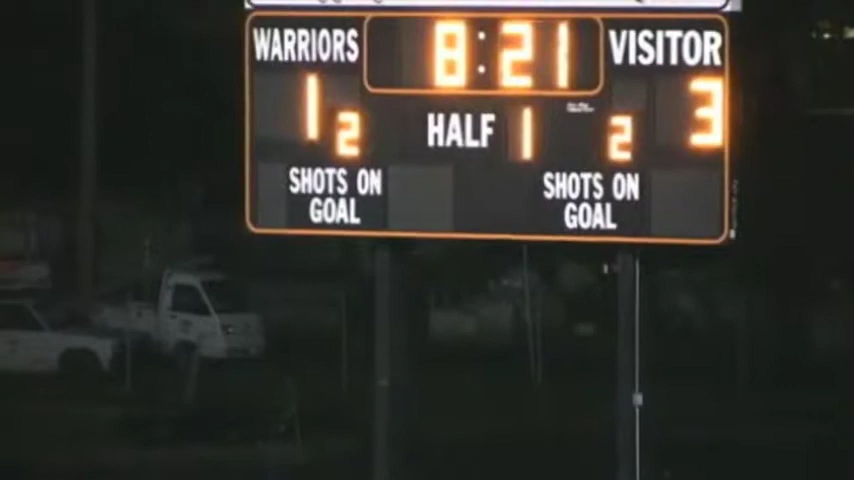 WARRIORS 8:21 VISITOR
1 2 HALF 1 2 3
SHOTS ON GOAL SHOTS ON GOAL